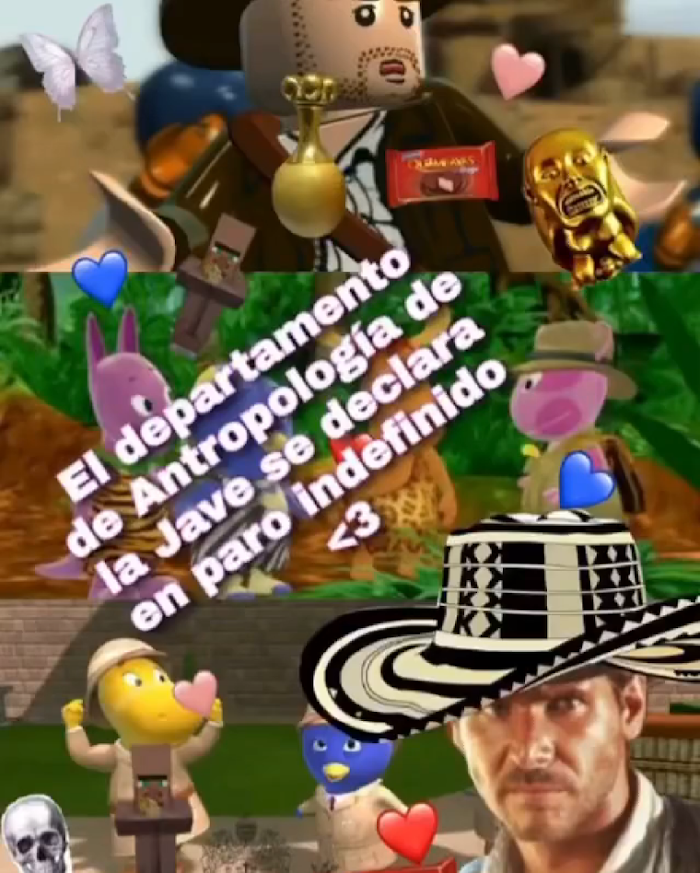 El departamento
de Antropología de
la Jave se declara
en paro indefinido
<3